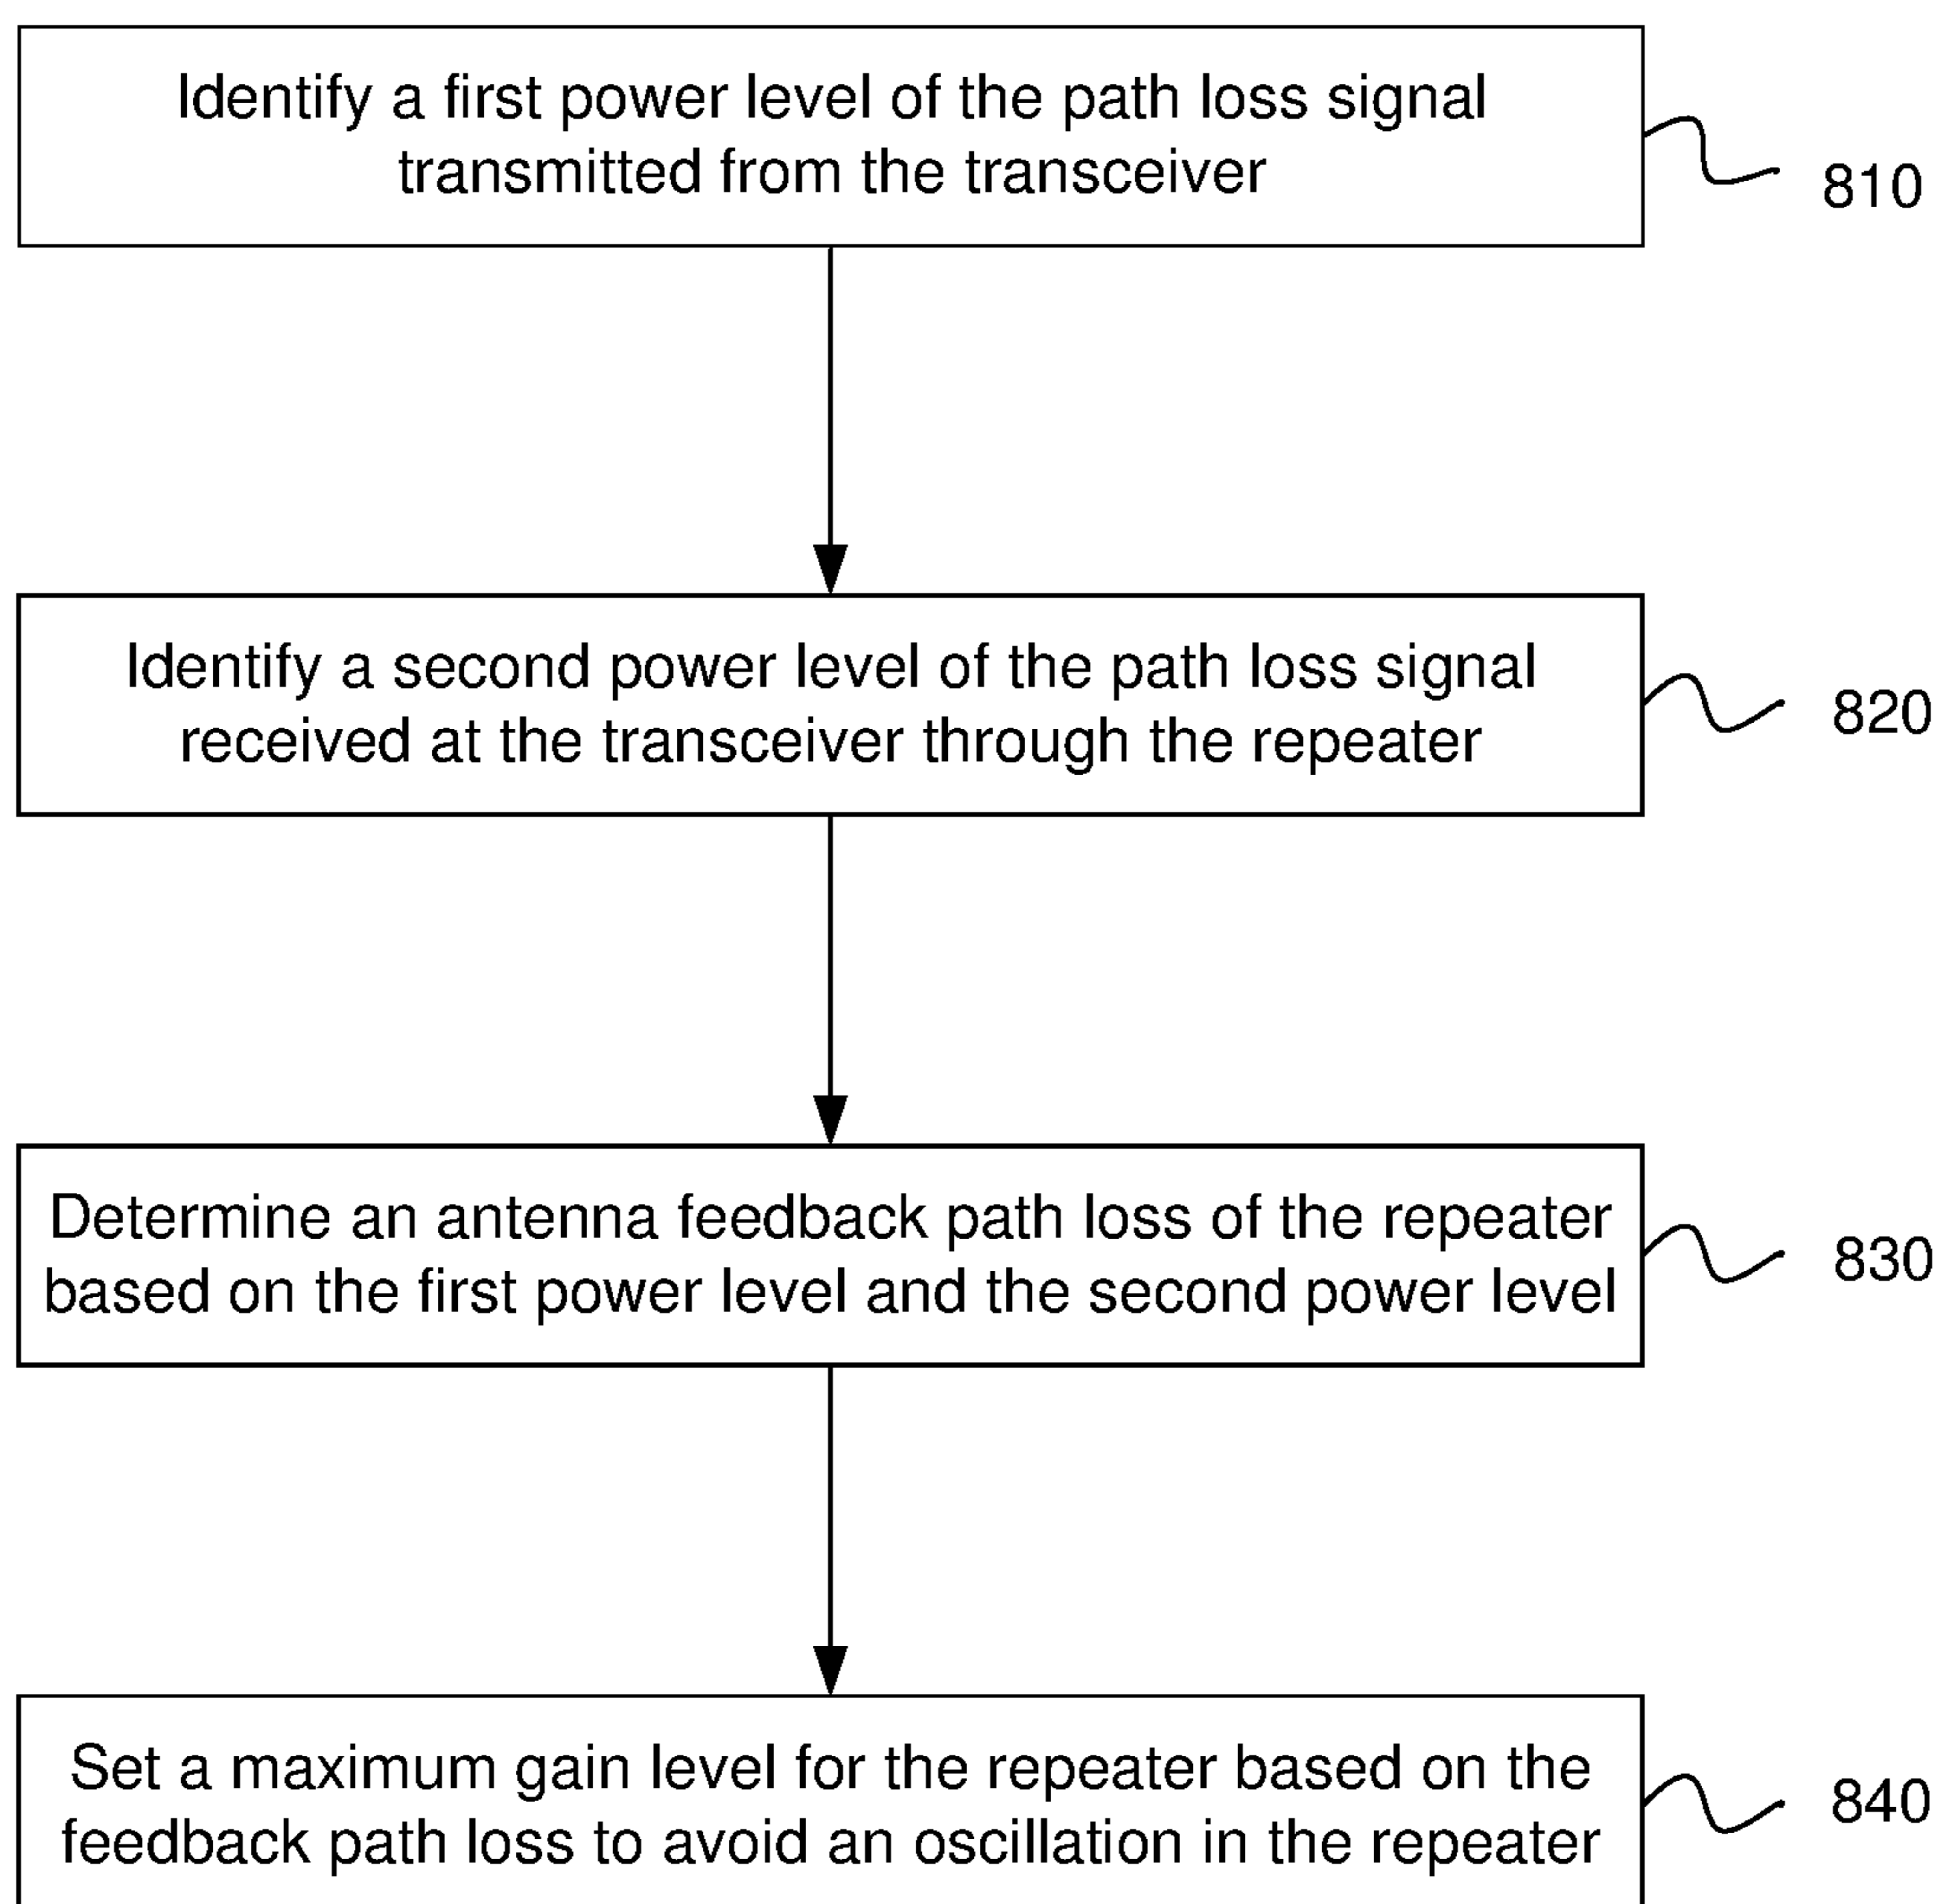 Identify a first power level of the path loss signal
transmitted from the transceiver
810
Identify a second power level of the path loss signal
received at the transceiver through the repeater
820
Determine an antenna feedback path loss of the repeater
based on the first power level and the second power level
830
Set a maximum gain level for the repeater based on the
feedback path loss to avoid an oscillation in the repeater
840